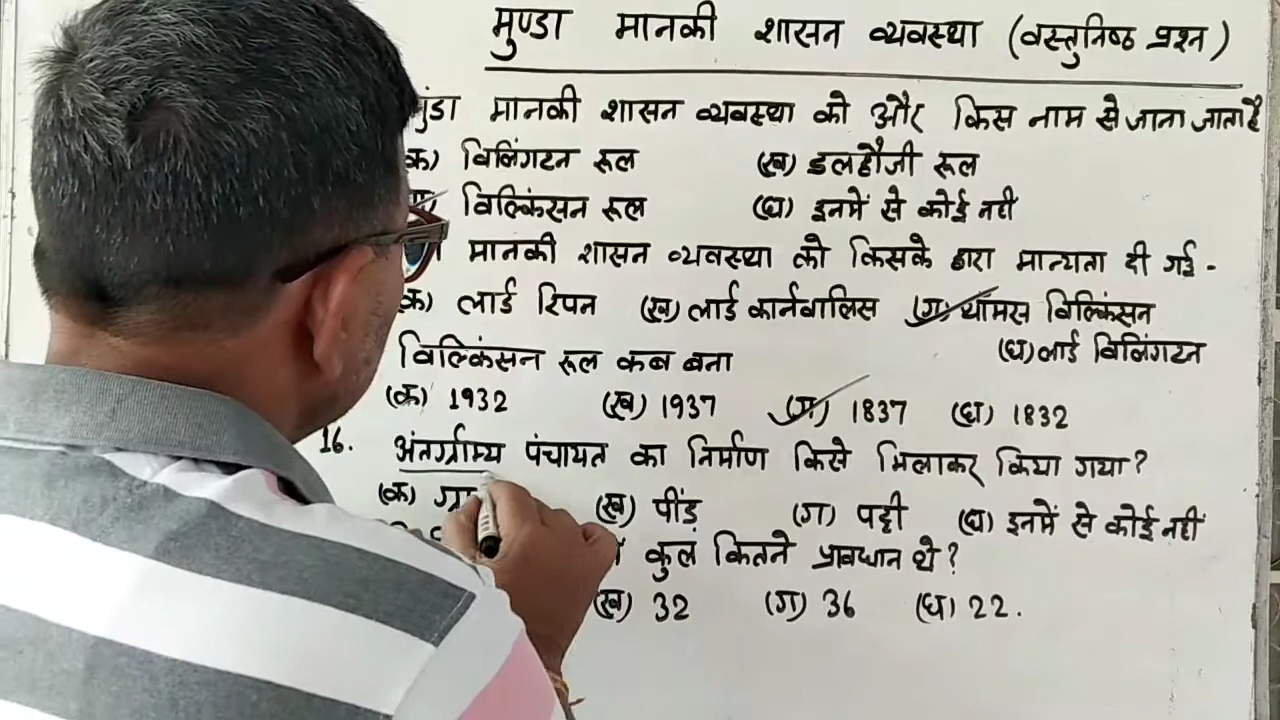 मुण्डा मानकी शासन व्यवस्था (वस्तुनिष्ठ प्रश्न)
मुंडा मानकी शासन व्यवस्था को और किस नाम से जाना जाता है
क) विलिंगटन रूल (ख) डलहौजी रूल
विल्किंसन रूल (घ) इनमें से कोई नही
मानकी शासन व्यवस्था को किसके द्वारा मान्यता दी गई -
क) लार्ड रिपन (ख) लार्ड कार्नवालिस (ग) थॉमस विल्किंसन
(घ) लार्ड विलिंगटन
विल्किंसन रूल कब बना
(क) 1932 (ख) 1937 (ग) 1837 (घ) 1832
16. अंतर्ग्राम्य पंचायत का निर्माण किसे मिलाकर किया गया?
(क) (ख) पींड़ (ग) पट्टी (घ) इनमें से कोई नहीं
कुल कितने प्रावधान थे?
(ख) 32 (ग) 36 (घ) 22.